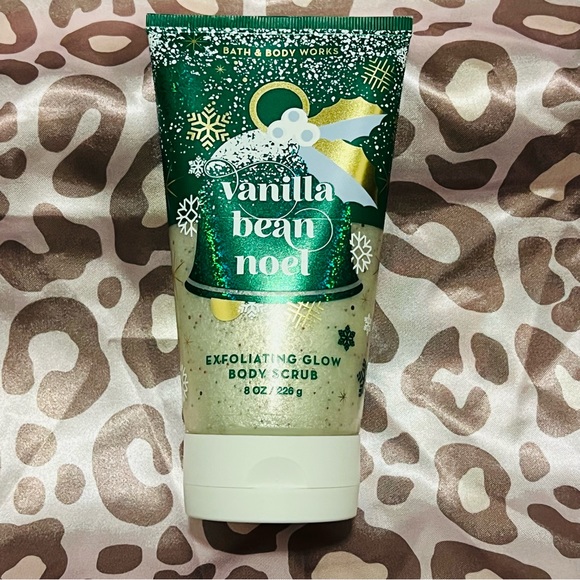 BATH & BODY WORKS
vanilla
bean
noel
EXFOLIATING GLOW
BODY SCRUB
8 OZ / 226 g